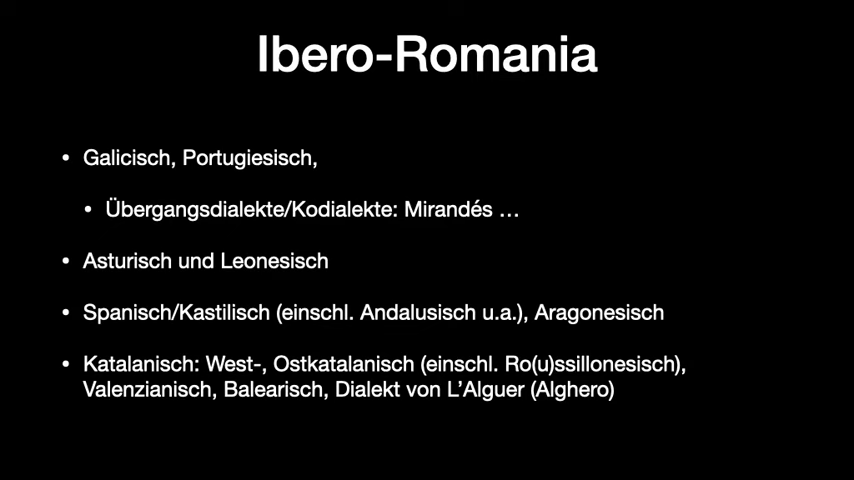 Ibero-Romania
• Galicisch, Portugiesisch,
• Übergangsdialekte/Kodialekte: Mirandés …
• Asturisch und Leonesisch
• Spanisch/Kastilisch (einschl. Andalusisch u.a.), Aragonesisch
• Katalanisch: West-, Ostkatalanisch (einschl. Ro(u)ssillonesisch),
Valenzianisch, Balearisch, Dialekt von L’Alguer (Alghero)